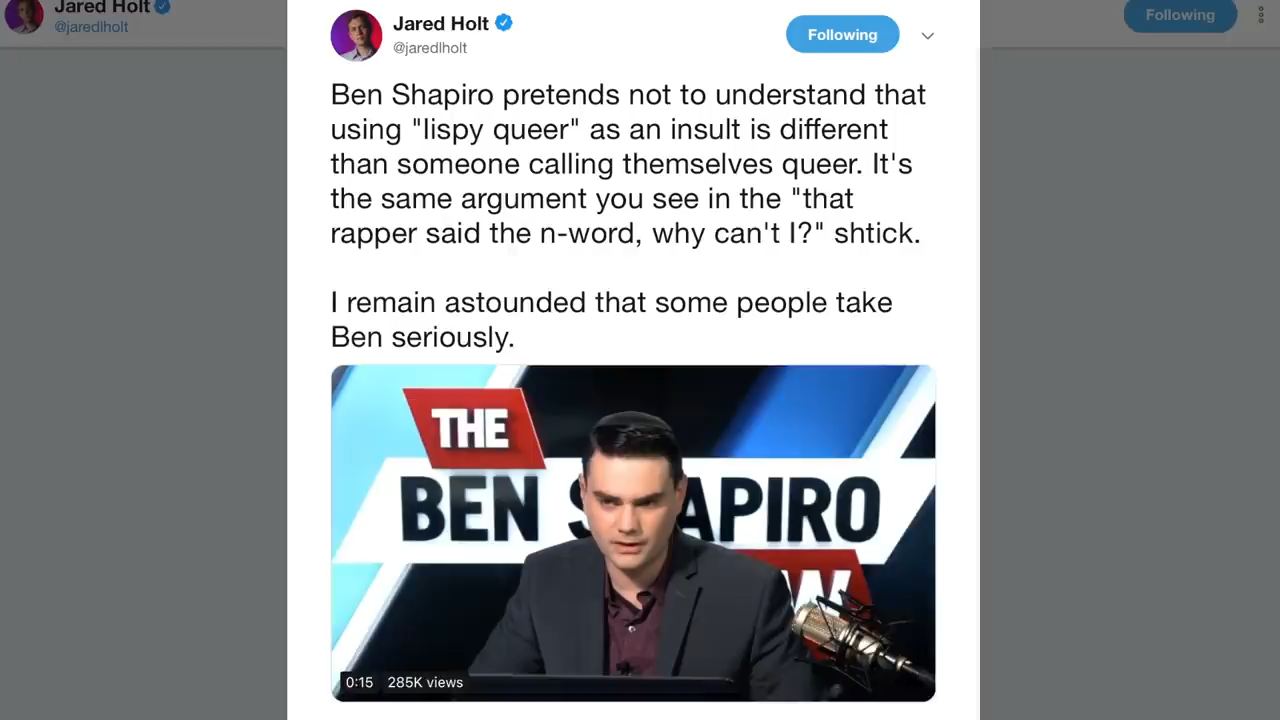 Jared Holt
@jaredlholt
Following
Jared Holt
@jaredlholt
Following
Ben Shapiro pretends not to understand that
using "lispy queer" as an insult is different
than someone calling themselves queer. It's
the same argument you see in the "that
rapper said the n-word, why can't I?" shtick.
I remain astounded that some people take
Ben seriously.
THE
BEN S APIRO
W
0:15 285K views